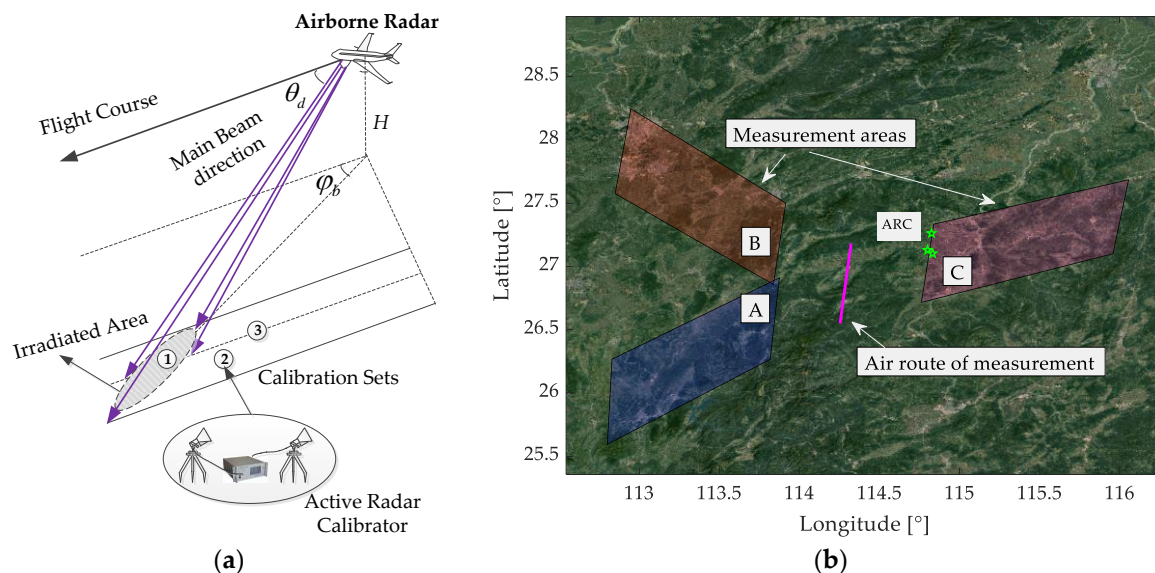 Airborne Radar
θd
Flight Course
H
Main Beam
direction
φb
Irradiated Area
1
2
3
Calibration Sets
Active Radar
Calibrator
(a)
Latitude [°]
28.5
28
27.5
27
26.5
26
25.5
Measurement areas
ARC
B
C
A
Air route of measurement
113
113.5
114
114.5
115
115.5
116
Longitude [°]
(b)